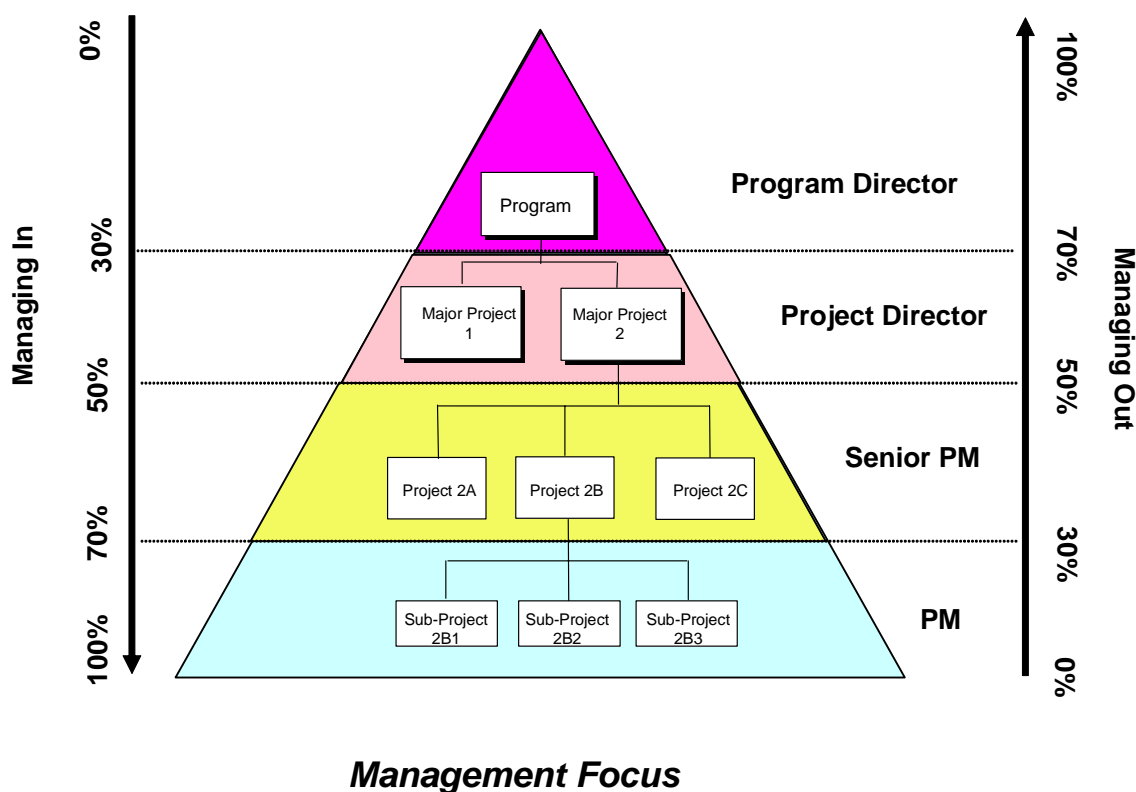 0%
100%
Program Director
Program
30%
70%
Managing In
Managing Out
Major Project
1
Major Project
2
Project Director
50%
50%
Senior PM
Project 2A
Project 2B
Project 2C
70%
30%
Sub-Project
2B1
Sub-Project
2B2
Sub-Project
2B3
PM
100%
0%
Management Focus